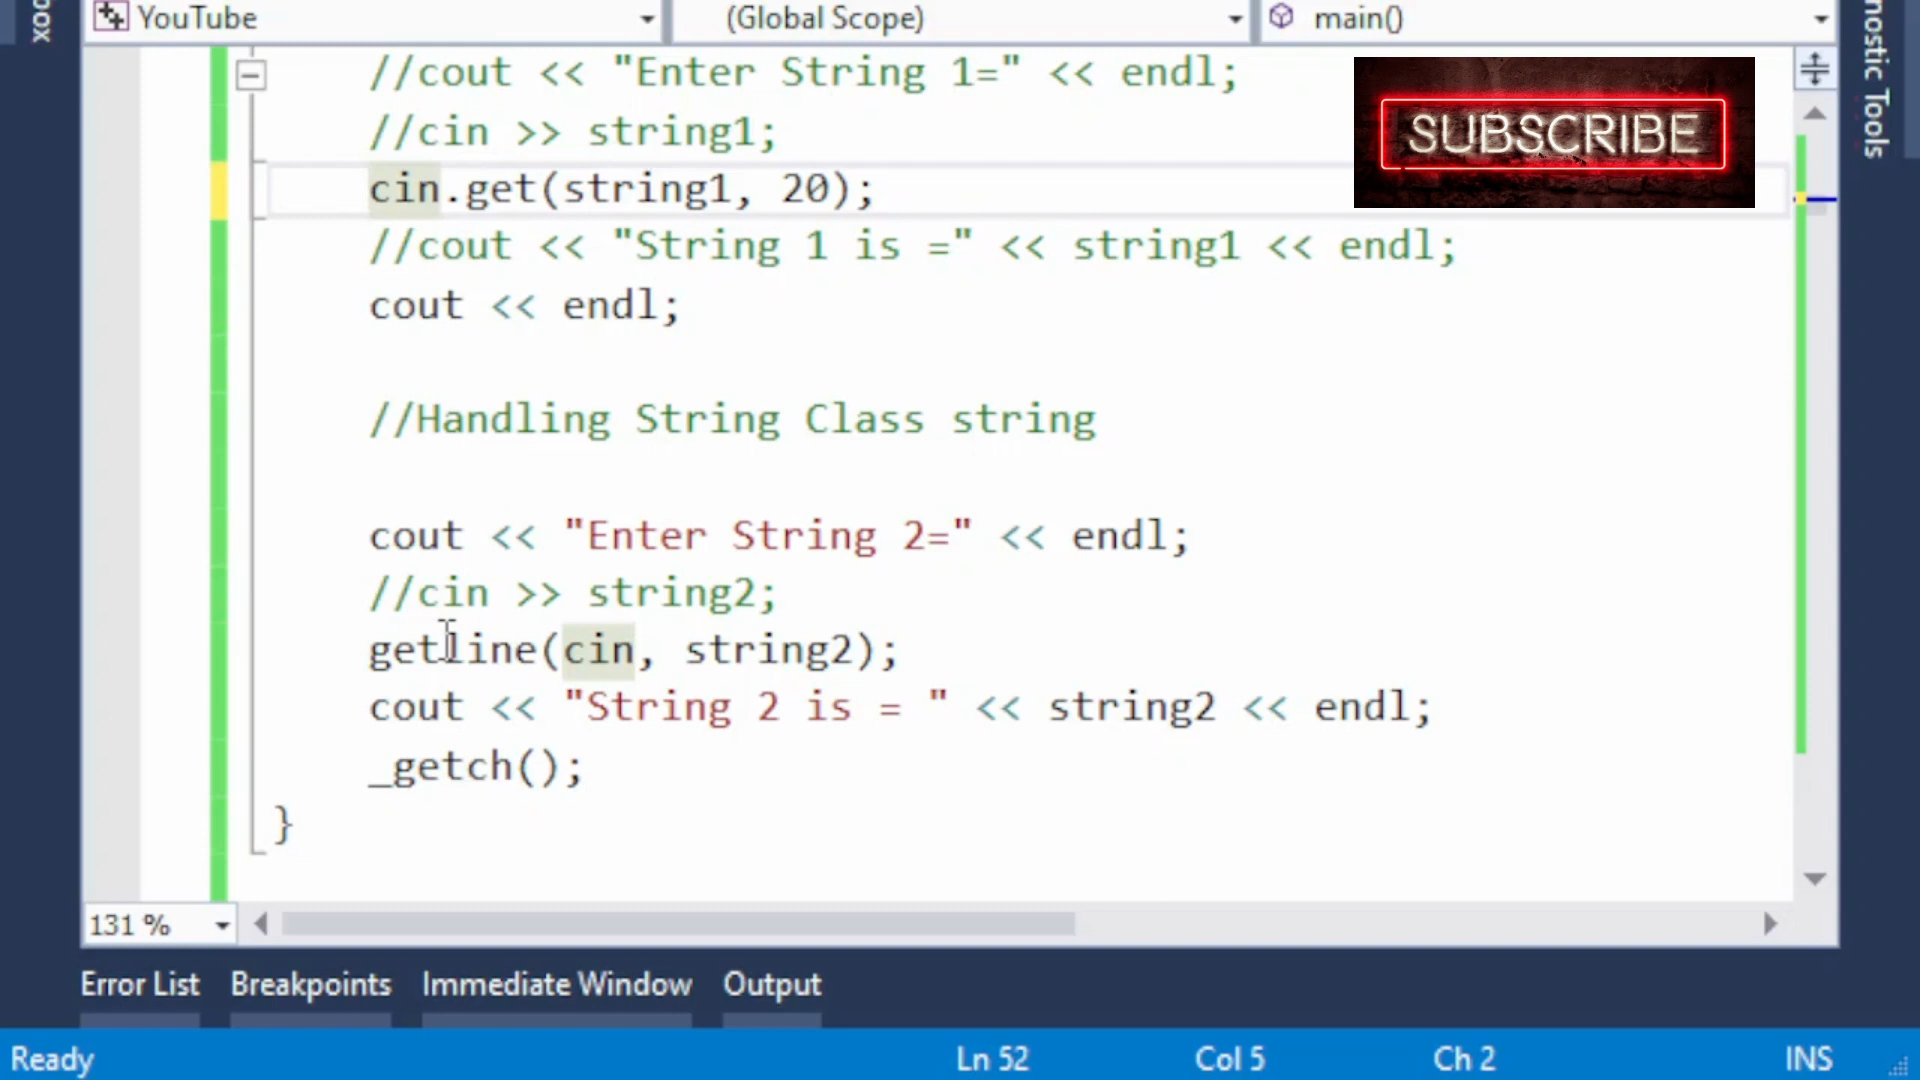 ox
YouTube
(Global Scope)
main()
nostic Tools
//cout << "Enter String 1=" << endl;
//cin >> string1;
SUBSCRIBE
cin.get(string1, 20);
//cout << "String 1 is =" << string1 << endl;
cout << endl;
//Handling String Class string
cout << "Enter String 2=" << endl;
//cin >> string2;
getline(cin, string2);
cout << "String 2 is = " << string2 << endl;
_getch();
}
131 %
Error List
Breakpoints
Immediate Window
Output
Ready
Ln 52
Col 5
Ch 2
INS